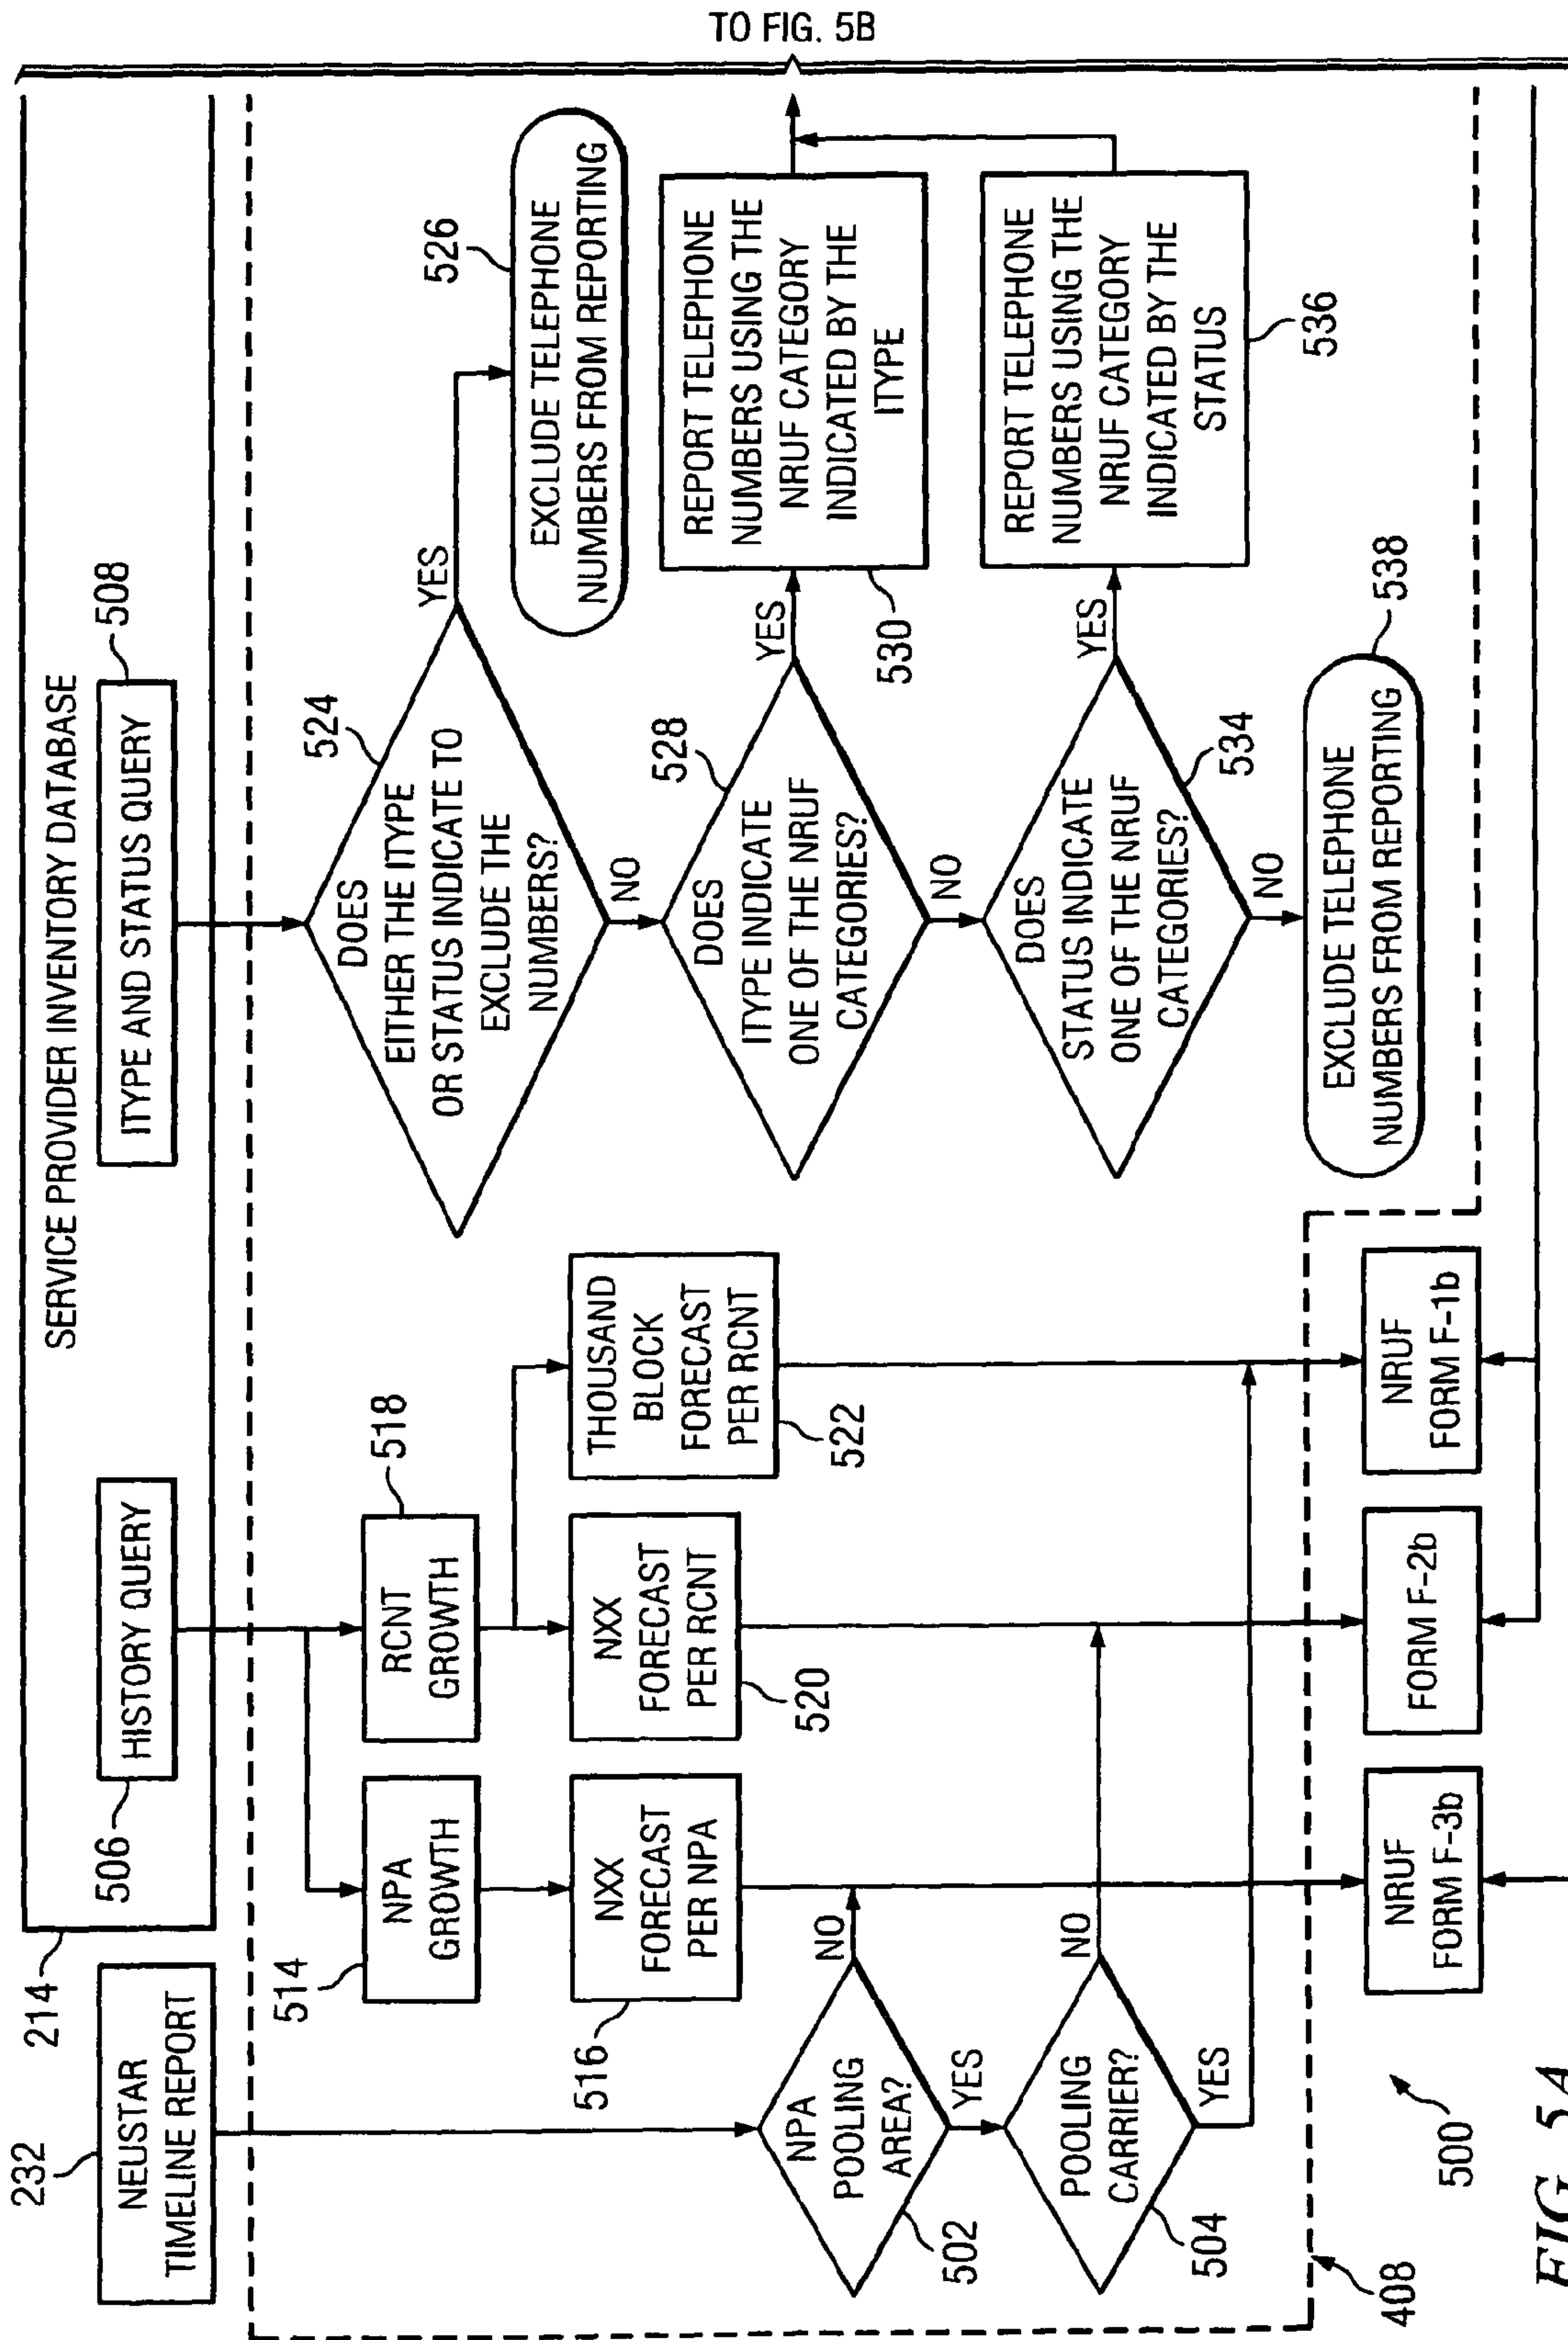 TO FIG. 5B
SERVICE PROVIDER INVENTORY DATABASE
232
NEUSTAR
TIMELINE REPORT
214
506
HISTORY QUERY
ITYPE AND STATUS QUERY
508
514
NPA
GROWTH
RCNT
GROWTH
518
516
NXX
FORECAST
PER NPA
NXX
FORECAST
PER RCNT
520
THOUSAND
BLOCK
FORECAST
PER RCNT
522
NPA
POOLING
AREA?
502
NO
YES
POOLING
CARRIER?
504
NO
YES
524
DOES
EITHER THE ITYPE
OR STATUS INDICATE TO
EXCLUDE THE
NUMBERS?
YES
NO
526
EXCLUDE TELEPHONE
NUMBERS FROM REPORTING
528
DOES
ITYPE INDICATE
ONE OF THE NRUF
CATEGORIES?
YES
NO
530
REPORT TELEPHONE
NUMBERS USING THE
NRUF CATEGORY
INDICATED BY THE
ITYPE
DOES
STATUS INDICATE
ONE OF THE NRUF
CATEGORIES?
534
YES
NO
REPORT TELEPHONE
NUMBERS USING THE
NRUF CATEGORY
INDICATED BY THE
STATUS
536
EXCLUDE TELEPHONE
NUMBERS FROM REPORTING
538
NRUF
FORM F-3b
FORM F-2b
NRUF
FORM F-1b
408
500
FIG. 5A